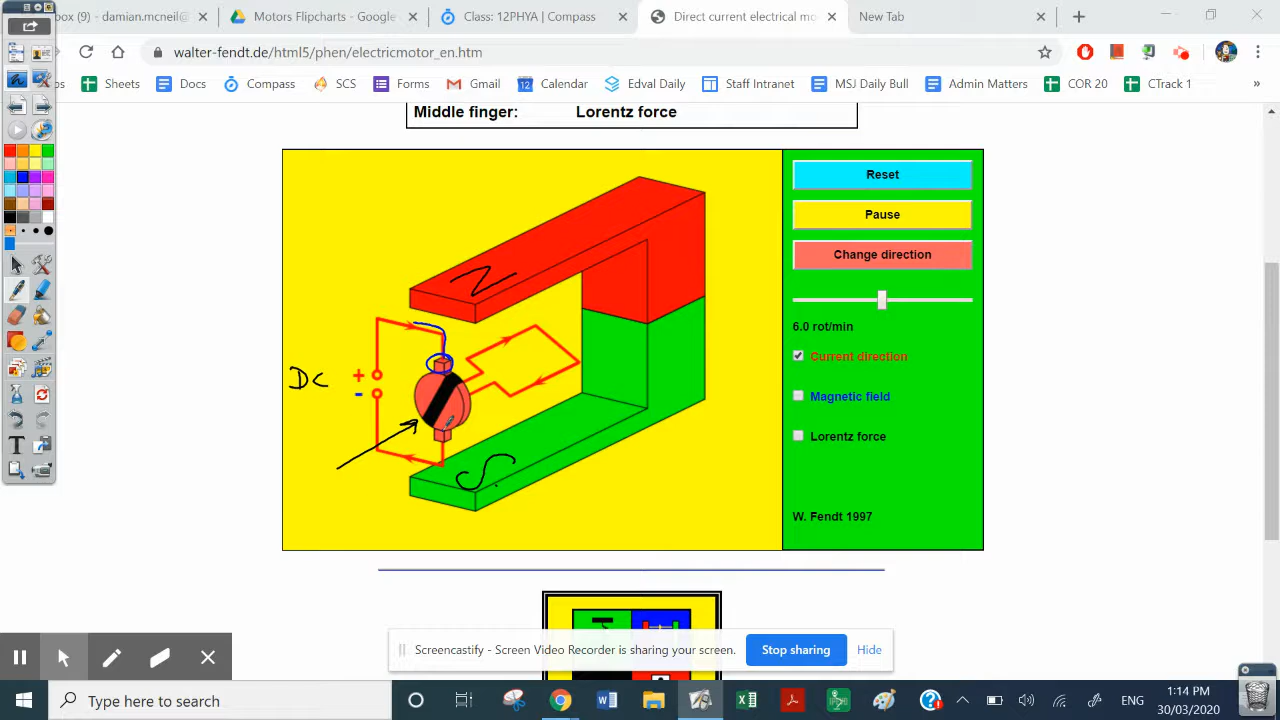 box (9) - damian.mcneil@
Motors Flipcharts - Google
Compass: 12PHYA | Compass
Direct current electrical mo
New Tab
walter-fendt.de/html5/phen/electricmotor_en.htm
Sheets
Docs
Compass
SCS
Forms
Gmail
Calendar
Edval Daily
Staff Intranet
MSJ Daily Bull
Admin Matters
COR 20
CTrack 1
»
Middle finger: Lorentz force
Reset
Pause
Change direction
6.0 rot/min
Current direction
Magnetic field
Lorentz force
W. Fendt 1997
N
DC
+
-
S
Screencastify - Screen Video Recorder is sharing your screen.
Stop sharing
Hide
Type here to search
ENG
1:14 PM
30/03/2020